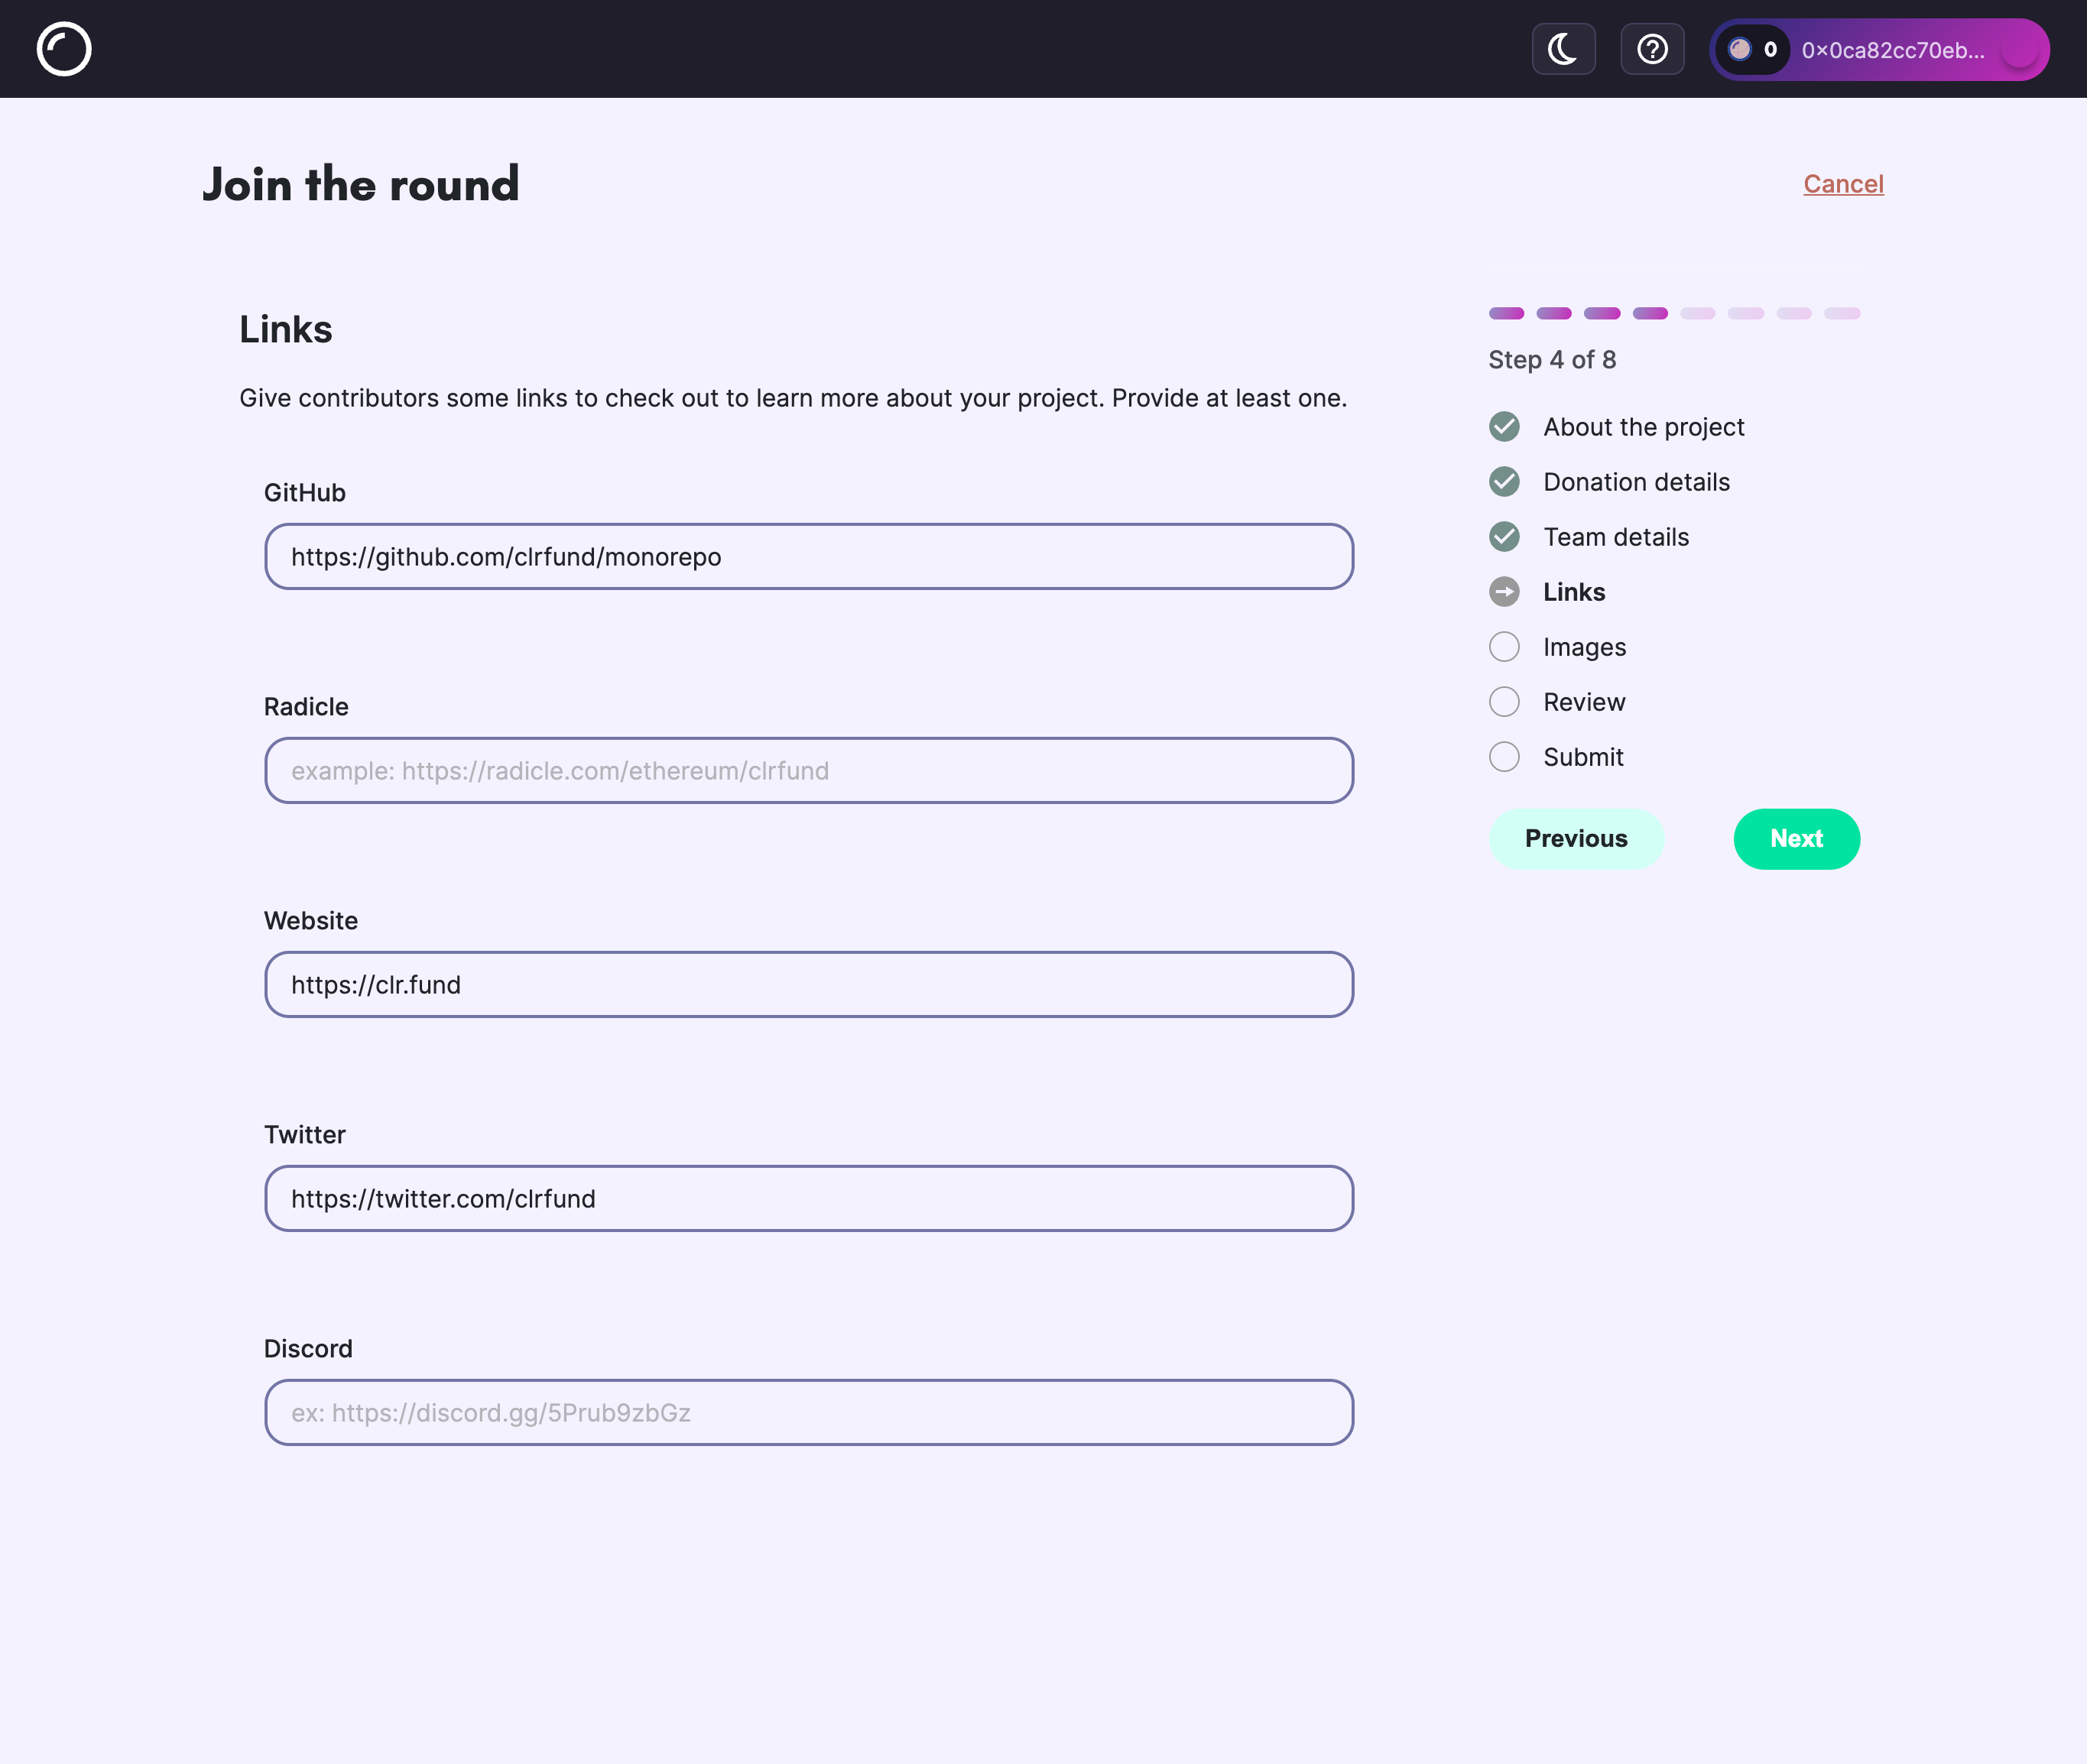 0 0×0ca82cc70eb...
Join the round
Cancel
Links
Give contributors some links to check out to learn more about your project. Provide at least one.
GitHub
https://github.com/clrfund/monorepo
Radicle
example: https://radicle.com/ethereum/clrfund
Website
https://clr.fund
Twitter
https://twitter.com/clrfund
Discord
ex: https://discord.gg/5Prub9zbGz
Step 4 of 8
About the project
Donation details
Team details
Links
Images
Review
Submit
Previous
Next